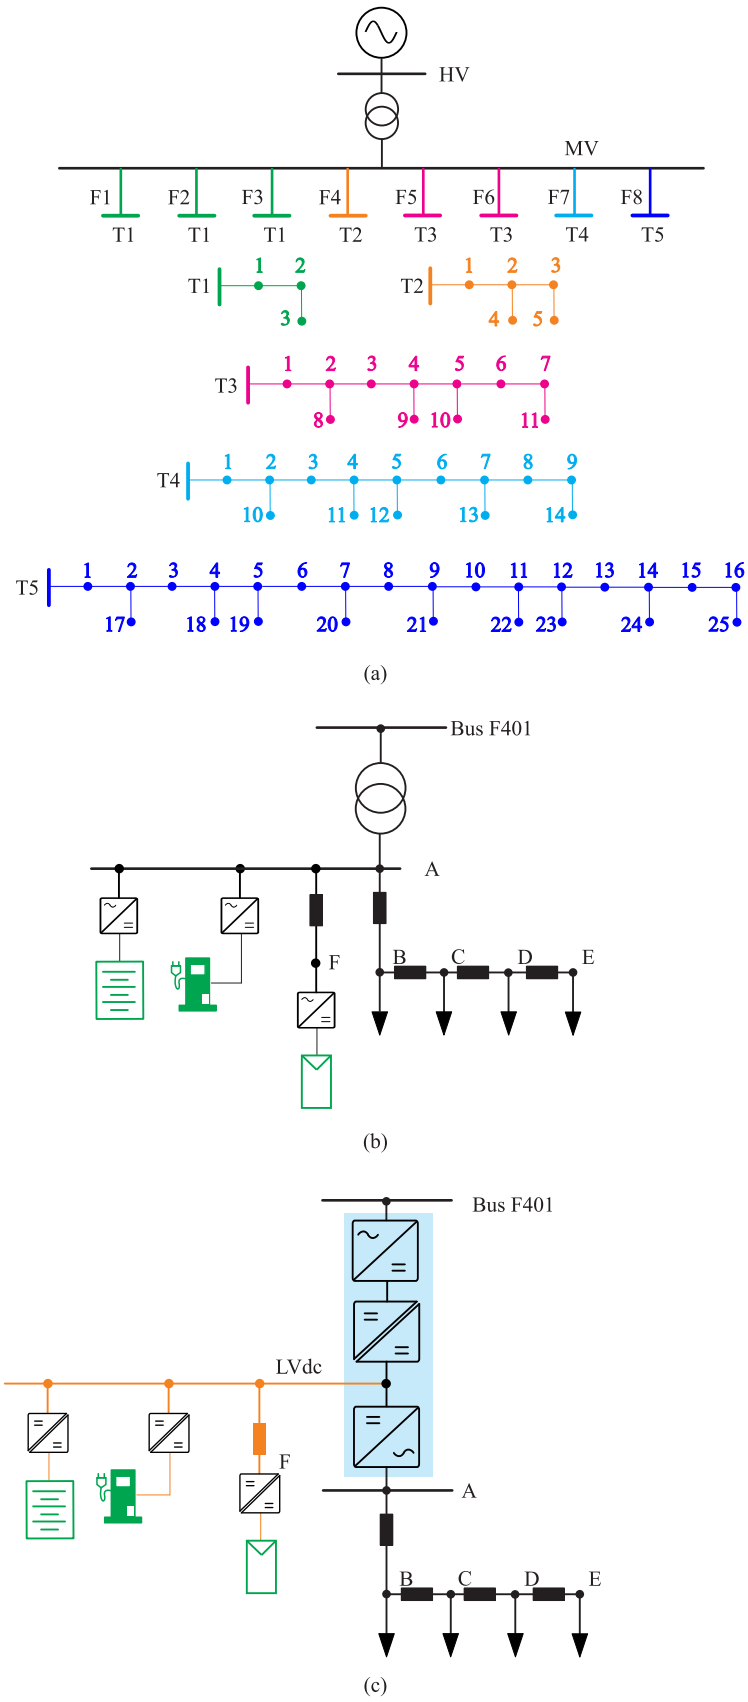 HV
MV
F1 F2 F3 F4 F5 F6 F7 F8
T1 T1 T1 T2 T3 T3 T4 T5
1 2 1 2 3
T1 T2
3 4 5
1 2 3 4 5 6 7
T3
8 9 10 11
1 2 3 4 5 6 7 8 9
T4
10 11 12 13 14
1 2 3 4 5 6 7 8 9 10 11 12 13 14 15 16
T5
17 18 19 20 21 22 23 24 25
(a)
Bus F401
A
F B C D E
(b)
Bus F401
LVdc
F
A
B C D E
(c)